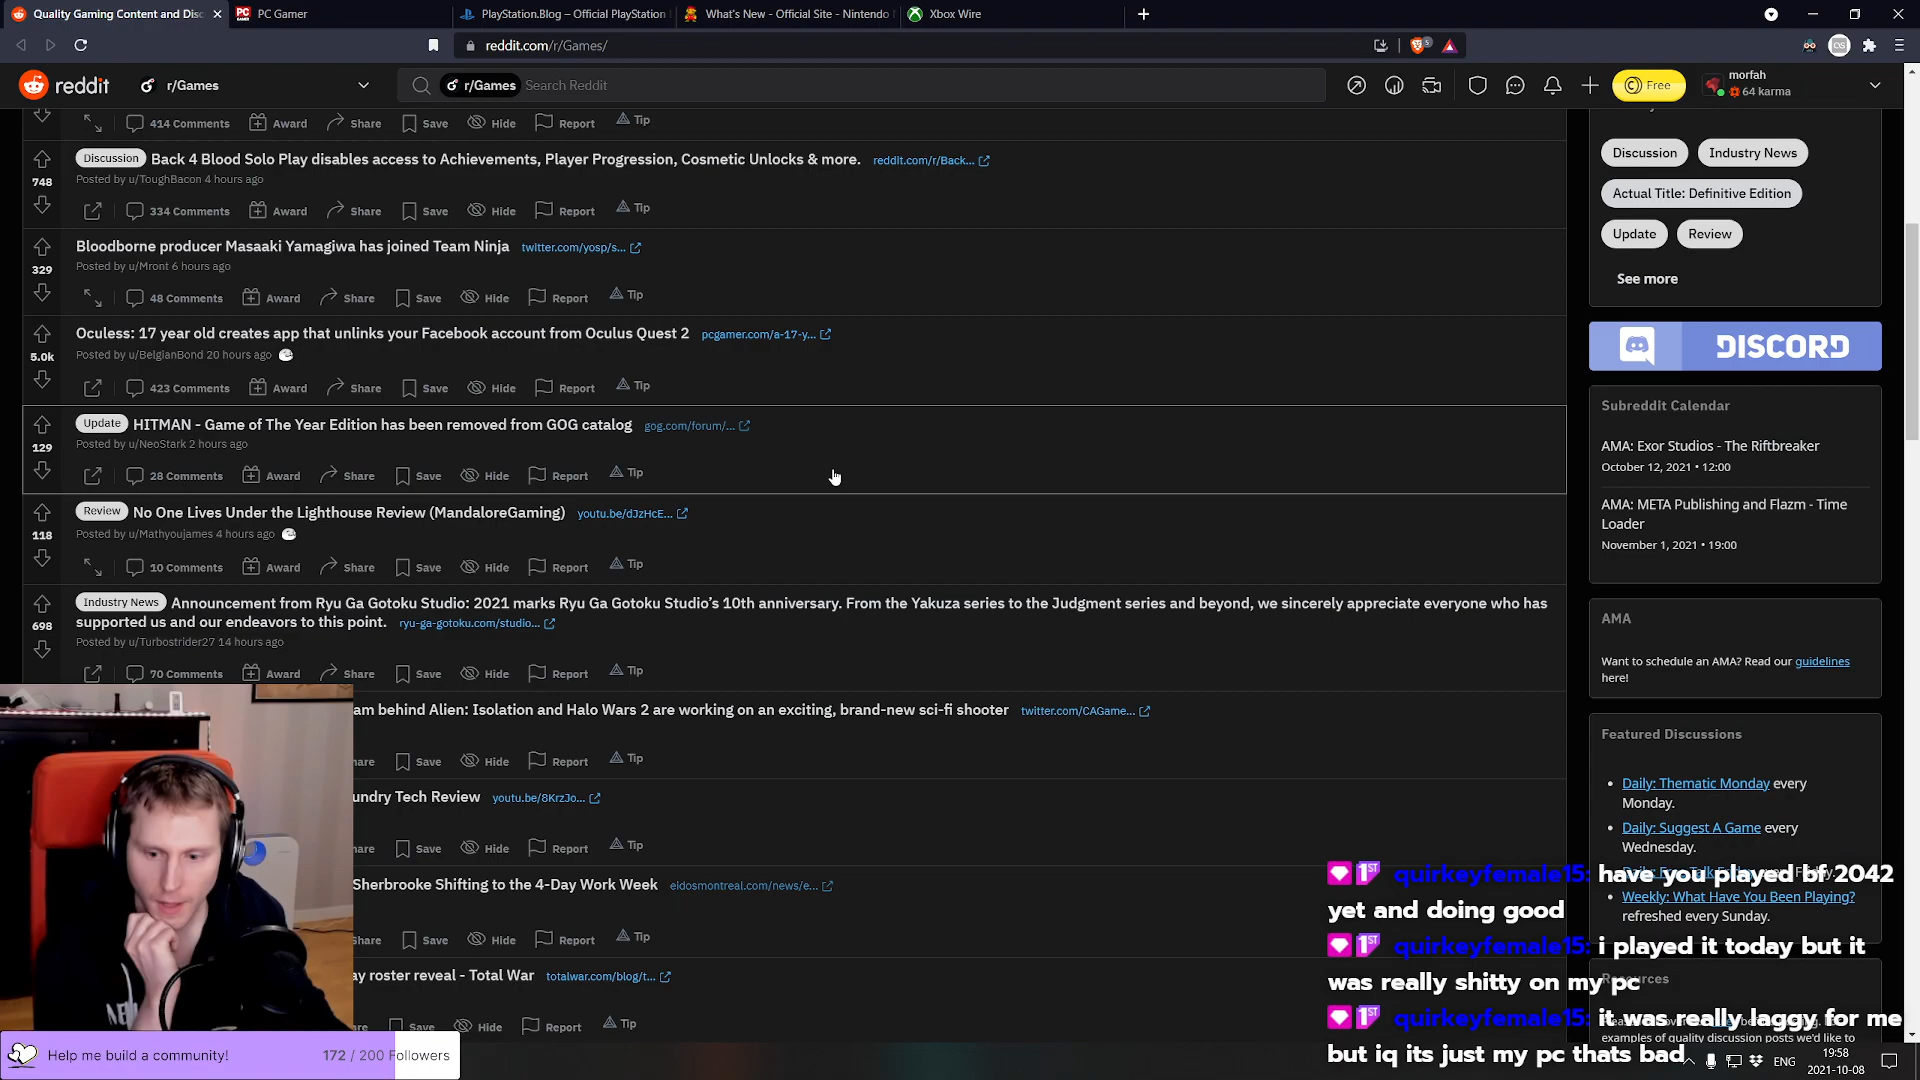 Quality Gaming Content and Disc
PC Gamer
PlayStation.Blog – Official PlayStation
What's New - Official Site - Nintendo
Xbox Wire
reddit.com/r/Games/
5
reddit
r/Games
r/Games Search Reddit
Free
morfah
64 karma
414 Comments Award Share Save Hide Report Tip
Discussion Back 4 Blood Solo Play disables access to Achievements, Player Progression, Cosmetic Unlocks & more. reddit.com/r/Back...
748
Posted by u/ToughBacon 4 hours ago
334 Comments Award Share Save Hide Report Tip
Bloodborne producer Masaaki Yamagiwa has joined Team Ninja twitter.com/yosp/s...
329
Posted by u/Mront 6 hours ago
48 Comments Award Share Save Hide Report Tip
Oculess: 17 year old creates app that unlinks your Facebook account from Oculus Quest 2 pcgamer.com/a-17-y...
5.0k
Posted by u/BelgianBond 20 hours ago
423 Comments Award Share Save Hide Report Tip
Update HITMAN - Game of The Year Edition has been removed from GOG catalog gog.com/forum/...
129
Posted by u/NeoStark 2 hours ago
28 Comments Award Share Save Hide Report Tip
Review No One Lives Under the Lighthouse Review (MandaloreGaming) youtu.be/dJzHcE...
118
Posted by u/Mathyoujames 4 hours ago
10 Comments Award Share Save Hide Report Tip
Industry News Announcement from Ryu Ga Gotoku Studio: 2021 marks Ryu Ga Gotoku Studio's 10th anniversary. From the Yakuza series to the Judgment series and beyond, we sincerely appreciate everyone who has
supported us and our endeavors to this point. ryu-ga-gotoku.com/studio...
698
Posted by u/Turbostrider27 14 hours ago
70 Comments Award Share Save Hide Report Tip
am behind Alien: Isolation and Halo Wars 2 are working on an exciting, brand-new sci-fi shooter twitter.com/CAGame...
are Save Hide Report Tip
undry Tech Review youtu.be/8KrzJo...
are Save Hide Report Tip
Sherbrooke Shifting to the 4-Day Work Week eidosmontreal.com/news/e...
hare Save Hide Report Tip
ay roster reveal - Total War totalwar.com/blog/t...
re Save Hide Report Tip
Discussion Industry News
Actual Title: Definitive Edition
Update Review
See more
DISCORD
Subreddit Calendar
AMA: Exor Studios - The Riftbreaker
October 12, 2021 • 12:00
AMA: META Publishing and Flazm - Time
Loader
November 1, 2021 • 19:00
AMA
Want to schedule an AMA? Read our guidelines
here!
Featured Discussions
Daily: Thematic Monday every
Monday.
Daily: Suggest A Game every
Wednesday.
Weekly: What Have You Been Playing?
refreshed every Sunday.
Resources
examples of quality discussion posts we'd like to
1ST quirkeyfemale15: have you played bf 2042
yet and doing good
1ST quirkeyfemale15: i played it today but it
was really shitty on my pc
1ST quirkeyfemale15: it was really laggy for me
but iq its just my pc thats bad
Help me build a community! 172 / 200 Followers
ENG
19:58
2021-10-08